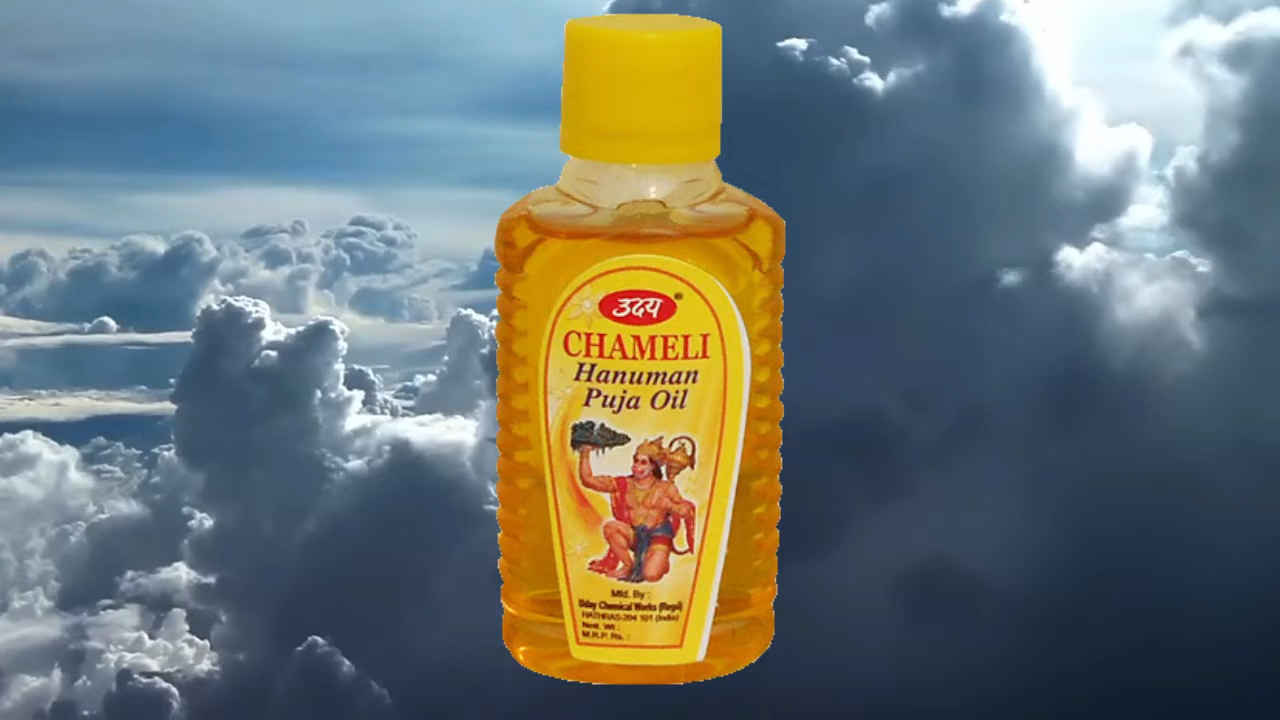 उदय
®
CHAMELI
Hanuman
Puja Oil
Mfd. By :
Uday Chemical Works (Regd)
HATHRAS-204 101 (India)
Nett. Wt :
M.R.P. Rs. :